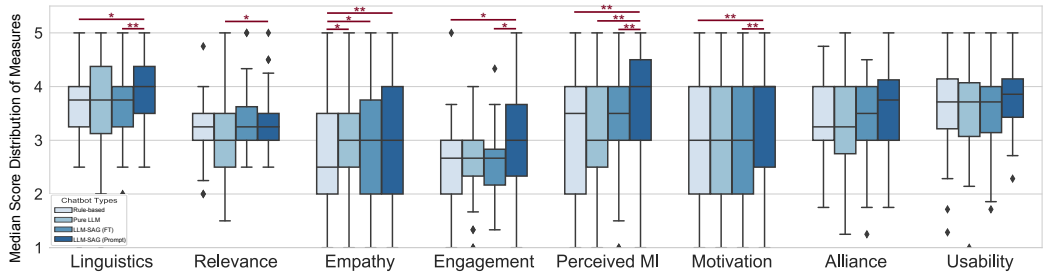 Median Score Distribution of Measures
5
4
3
2
1
* ** * ** * * * * ** ** ** ** **
Chatbot Types
Rule-based
Pure LLM
LLM-SAG (FT)
LLM-SAG (Prompt)
Linguistics Relevance Empathy Engagement Perceived MI Motivation Alliance Usability